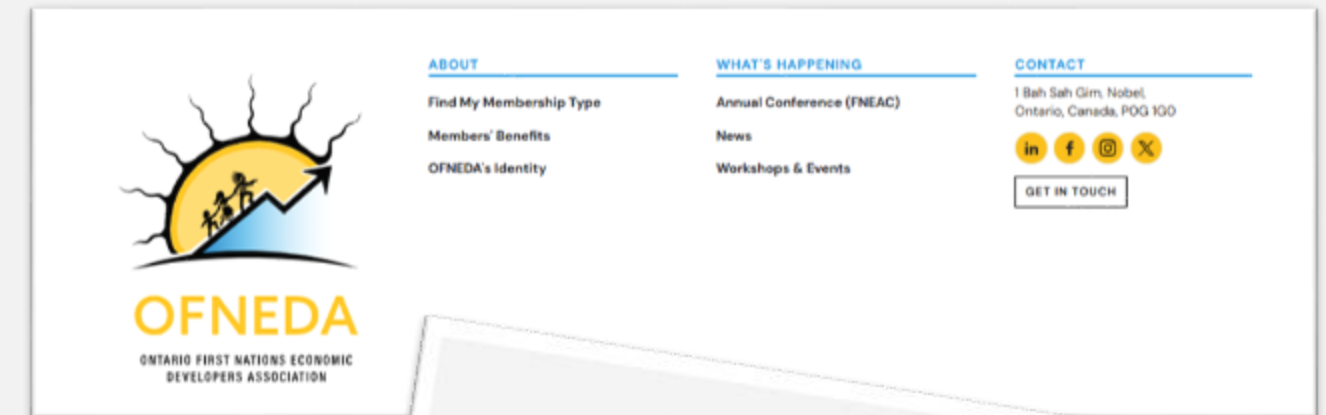 OFNEDA
ONTARIO FIRST NATIONS ECONOMIC
DEVELOPERS ASSOCIATION
ABOUT
Find My Membership Type
Members' Benefits
OFNEDA's Identity
WHAT'S HAPPENING
Annual Conference (FNEAC)
News
Workshops & Events
CONTACT
1 Bah Sah Gim, Nobel,
Ontario, Canada, P0G 1G0
in f X
GET IN TOUCH